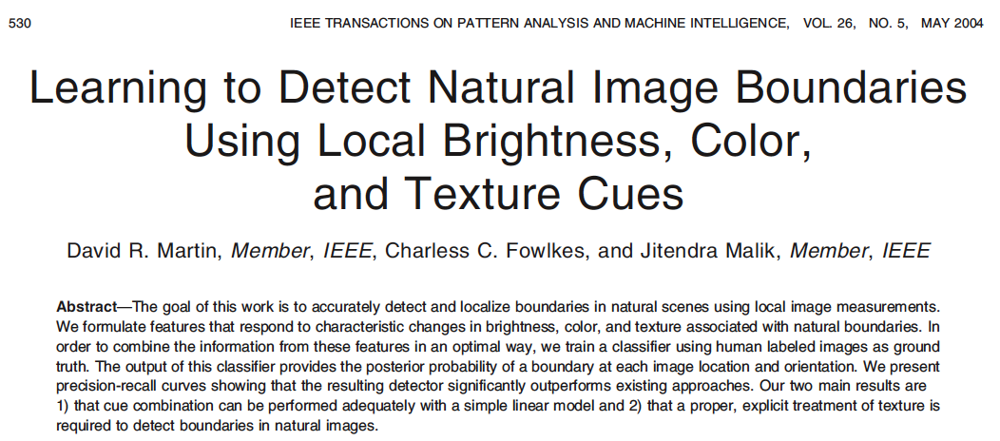 530 IEEE TRANSACTIONS ON PATTERN ANALYSIS AND MACHINE INTELLIGENCE, VOL. 26, NO. 5, MAY 2004
Learning to Detect Natural Image Boundaries
Using Local Brightness, Color,
and Texture Cues
David R. Martin, Member, IEEE, Charless C. Fowlkes, and Jitendra Malik, Member, IEEE
Abstract—The goal of this work is to accurately detect and localize boundaries in natural scenes using local image measurements.
We formulate features that respond to characteristic changes in brightness, color, and texture associated with natural boundaries. In
order to combine the information from these features in an optimal way, we train a classifier using human labeled images as ground
truth. The output of this classifier provides the posterior probability of a boundary at each image location and orientation. We present
precision-recall curves showing that the resulting detector significantly outperforms existing approaches. Our two main results are
1) that cue combination can be performed adequately with a simple linear model and 2) that a proper, explicit treatment of texture is
required to detect boundaries in natural images.